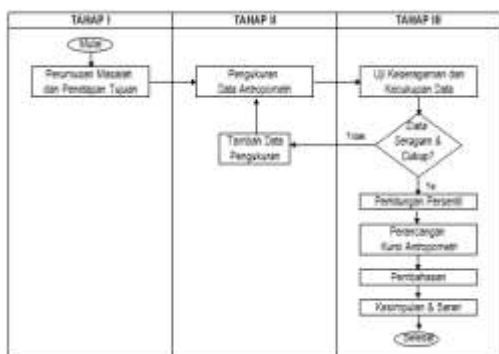 TAHAP I
TAHAP II
TAHAP III
Mulai
Perumusan Masalah
dan Penetapan Tujuan
Pengukuran
Data Antropometri
Uji Keseragaman dan
Kecukupan Data
Data
Seragam &
Cukup?
Tidak
Tambah Data
Pengukuran
Ya
Perhitungan Persentil
Perancangan
Kursi Antropometri
Pembahasan
Kesimpulan & Saran
Selesai